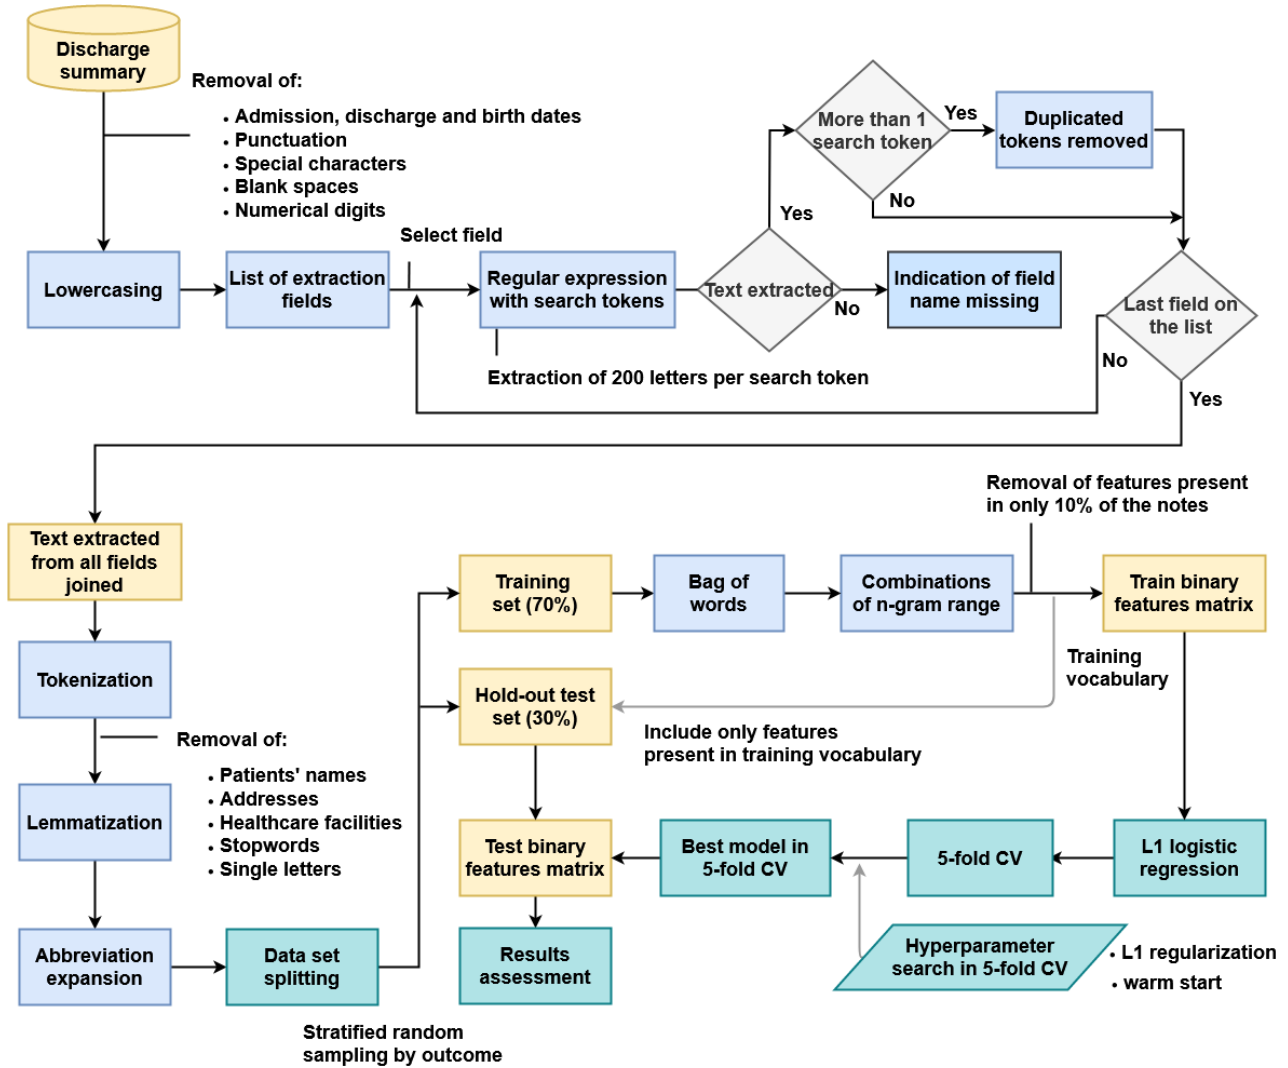 Discharge
summary
Removal of:
• Admission, discharge and birth dates
• Punctuation
• Special characters
• Blank spaces
• Numerical digits
More than 1
search token
Yes
Duplicated
tokens removed
No
Yes
Select field
Lowercasing
List of extraction
fields
Regular expression
with search tokens
Text extracted
No
Indication of field
name missing
Last field on
the list
No
Yes
Extraction of 200 letters per search token
Removal of features present
in only 10% of the notes
Text extracted
from all fields
joined
Training
set (70%)
Bag of
words
Combinations
of n-gram range
Train binary
features matrix
Training
vocabulary
Tokenization
Hold-out test
set (30%)
Include only features
present in training vocabulary
Removal of:
• Patients' names
• Addresses
• Healthcare facilities
• Stopwords
• Single letters
Lemmatization
Test binary
features matrix
Best model in
5-fold CV
5-fold CV
L1 logistic
regression
Abbreviation
expansion
Data set
splitting
Results
assessment
Hyperparameter
search in 5-fold CV
• L1 regularization
• warm start
Stratified random
sampling by outcome